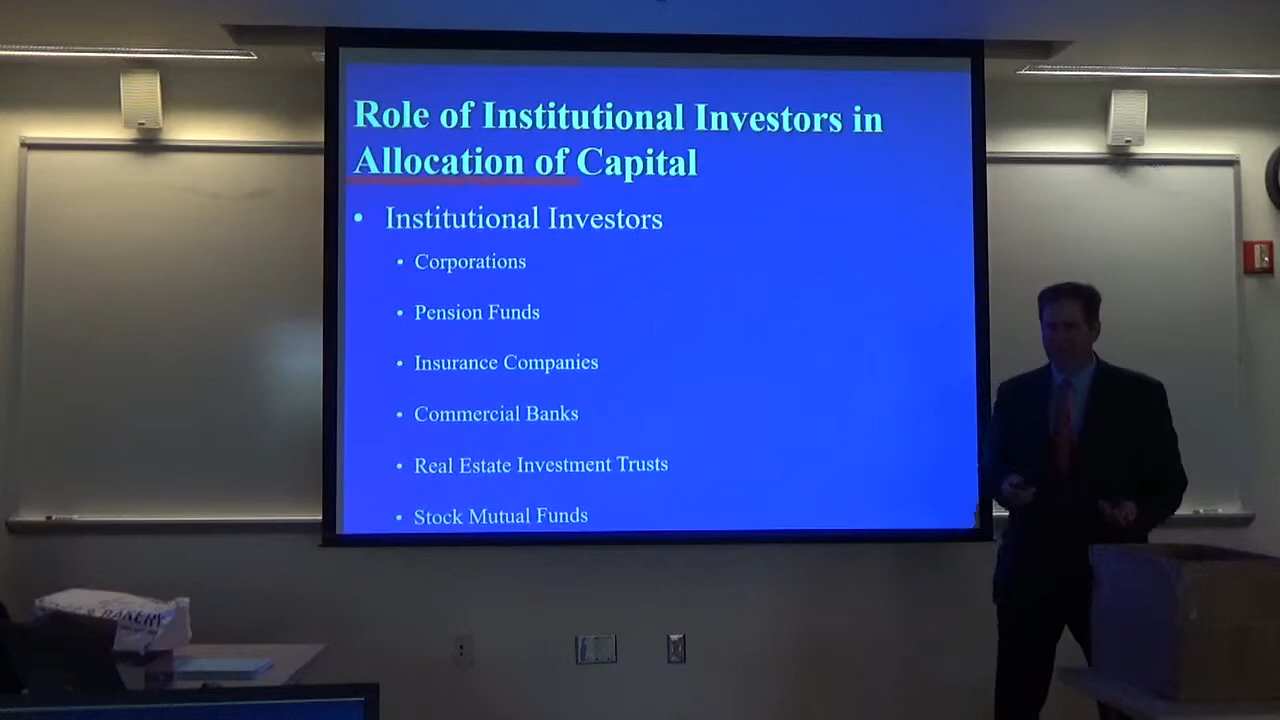 Role of Institutional Investors in
Allocation of Capital
• Institutional Investors
• Corporations
• Pension Funds
• Insurance Companies
• Commercial Banks
• Real Estate Investment Trusts
• Stock Mutual Funds
BAKERY